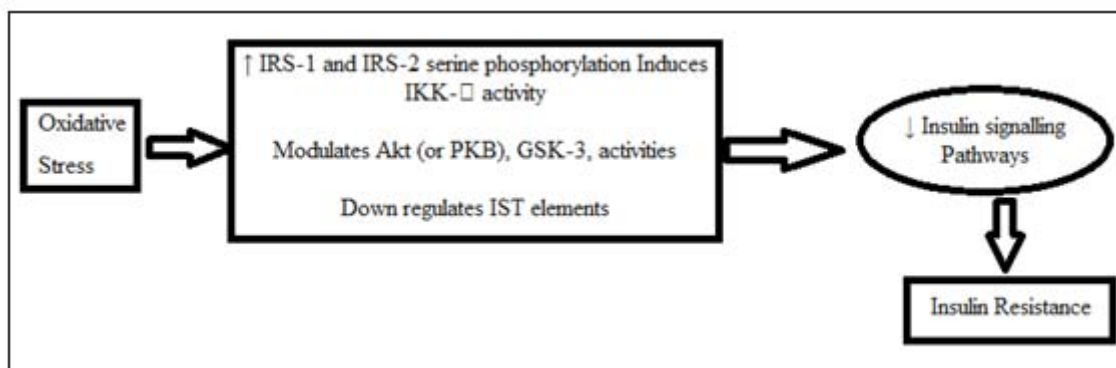 Oxidative
Stress
↑ IRS-1 and IRS-2 serine phosphorylation Induces
IKK-□ activity
Modulates Akt (or PKB), GSK-3, activities
Down regulates IST elements
↓ Insulin signalling
Pathways
Insulin Resistance